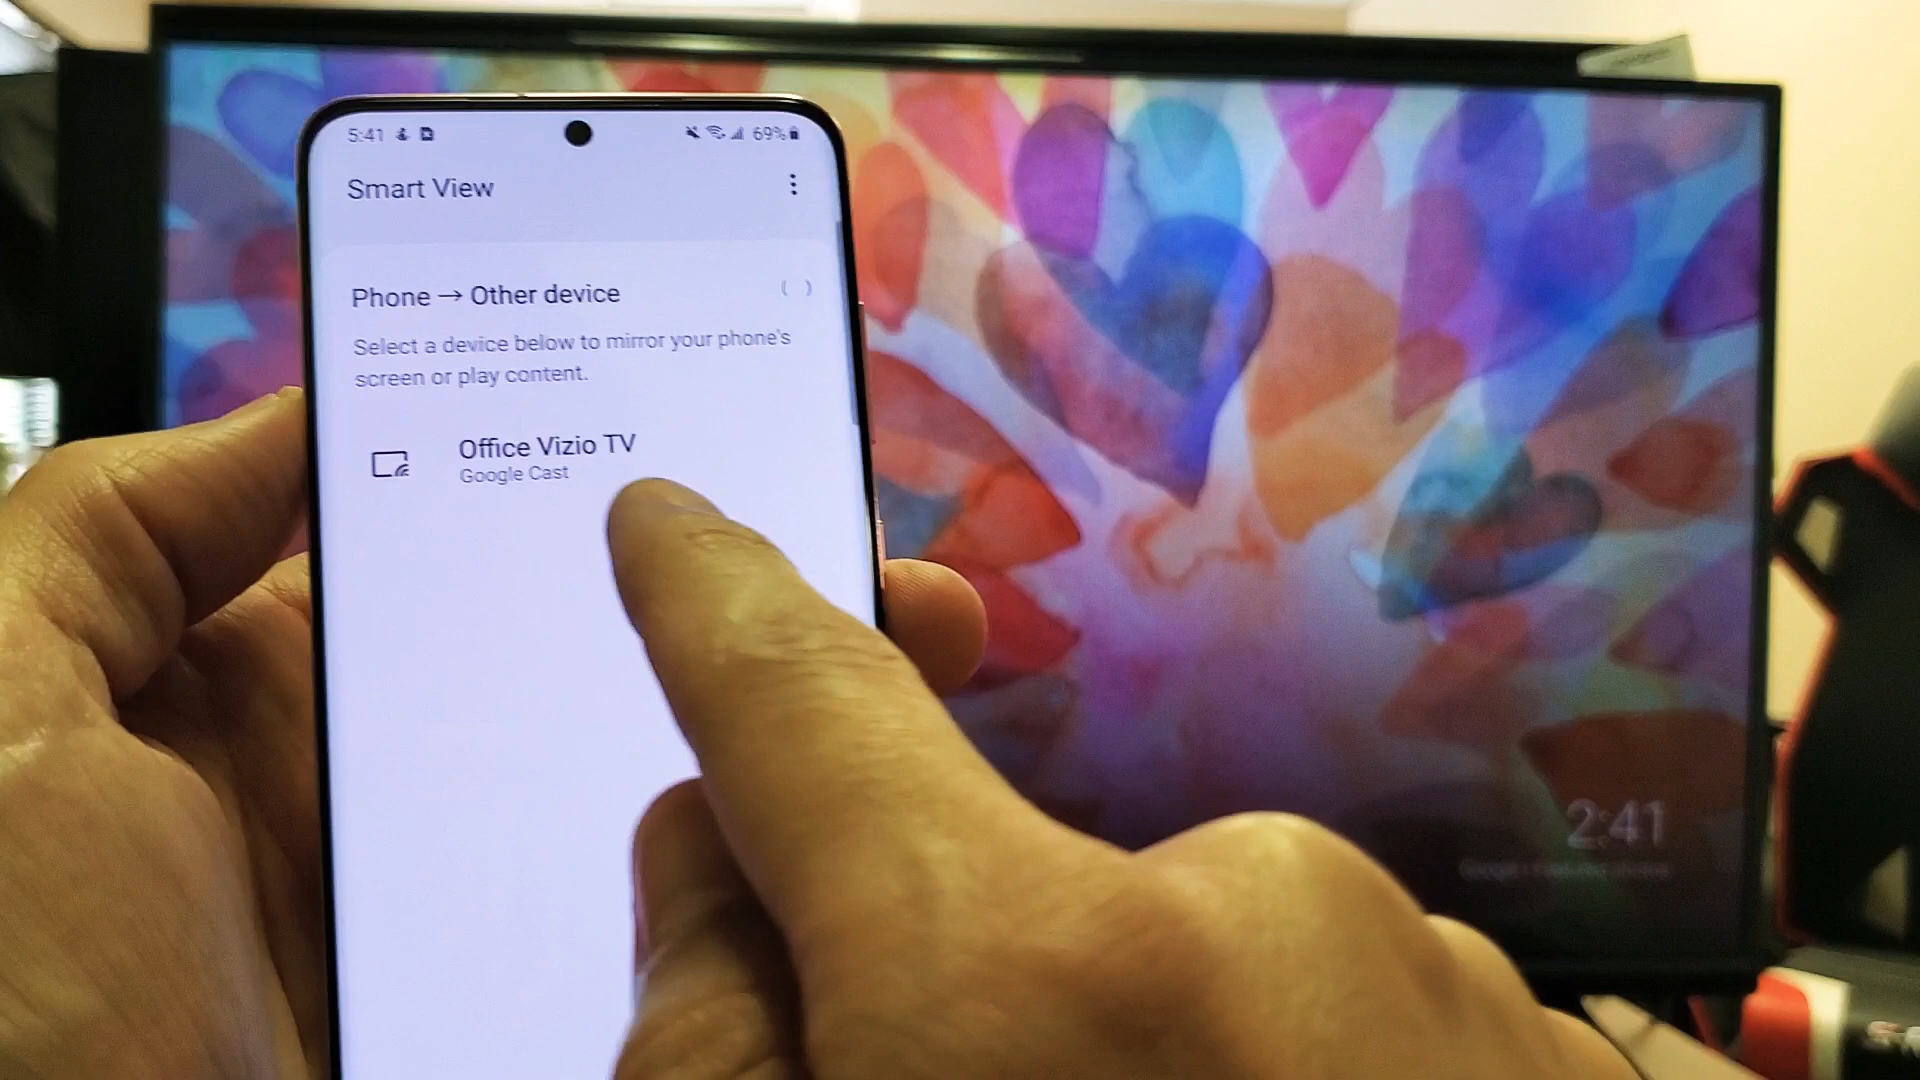 5:41
69%
Smart View
Phone → Other device
Select a device below to mirror your phone's
screen or play content.
Office Vizio TV
Google Cast
2:41
Google